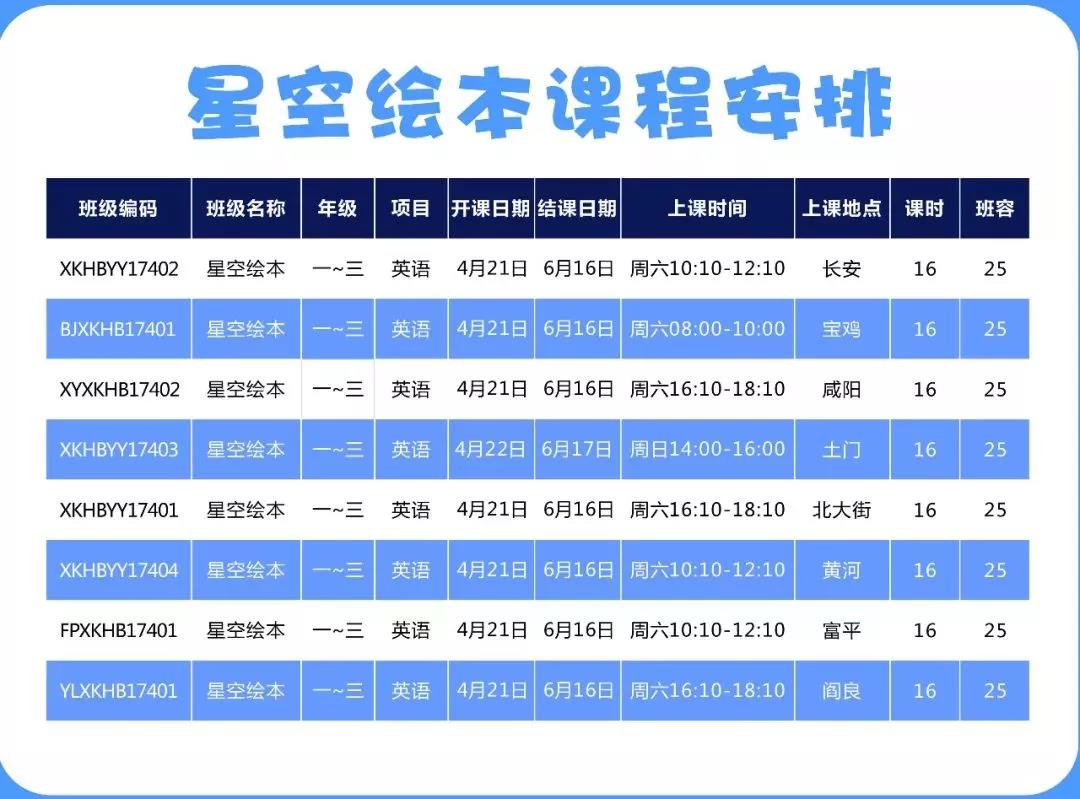 星空绘本课程安排
班级编码 班级名称 年级 项目 开课日期 结课日期 上课时间 上课地点 课时 班容
XKHBYY17402 星空绘本 一~三 英语 4月21日 6月16日 周六10:10-12:10 长安 16 25
BJXKHB17401 星空绘本 一~三 英语 4月21日 6月16日 周六08:00-10:00 宝鸡 16 25
XYXKHB17402 星空绘本 一~三 英语 4月21日 6月16日 周六16:10-18:10 咸阳 16 25
XKHBYY17403 星空绘本 一~三 英语 4月22日 6月17日 周日14:00-16:00 土门 16 25
XKHBYY17401 星空绘本 一~三 英语 4月21日 6月16日 周六16:10-18:10 北大街 16 25
XKHBYY17404 星空绘本 一~三 英语 4月21日 6月16日 周六10:10-12:10 黄河 16 25
FPXKHB17401 星空绘本 一~三 英语 4月21日 6月16日 周六10:10-12:10 富平 16 25
YLXKHB17401 星空绘本 一~三 英语 4月21日 6月16日 周六16:10-18:10 阎良 16 25